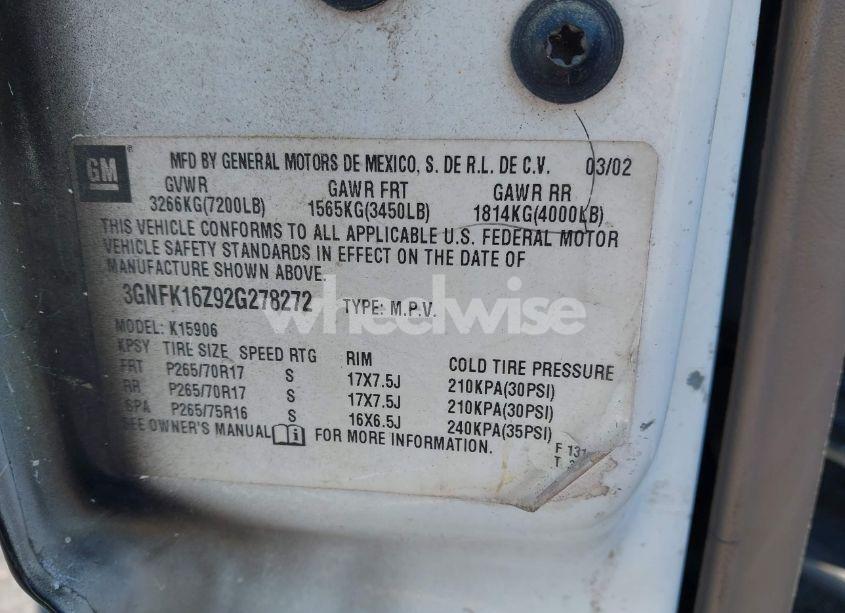 GM® MFD BY GENERAL MOTORS DE MEXICO, S. DE R.L. DE C.V. 03/02
GVWR GAWR FRT GAWR RR
3266KG(7200LB) 1565KG(3450LB) 1814KG(4000LB)
THIS VEHICLE CONFORMS TO ALL APPLICABLE U.S. FEDERAL MOTOR
VEHICLE SAFETY STANDARDS IN EFFECT ON THE DATE OF
MANUFACTURE SHOWN ABOVE.
3GNFK16Z92G278272 TYPE: M.P.V.
wheelwise
MODEL: K15906
KPSY TIRE SIZE SPEED RTG RIM COLD TIRE PRESSURE
FRT P265/70R17 S 17X7.5J 210KPA(30PSI)
RR P265/70R17 S 17X7.5J 210KPA(30PSI)
SPA P265/75R16 S 16X6.5J 240KPA(35PSI)
SEE OWNER'S MANUAL i FOR MORE INFORMATION.
F 131
T